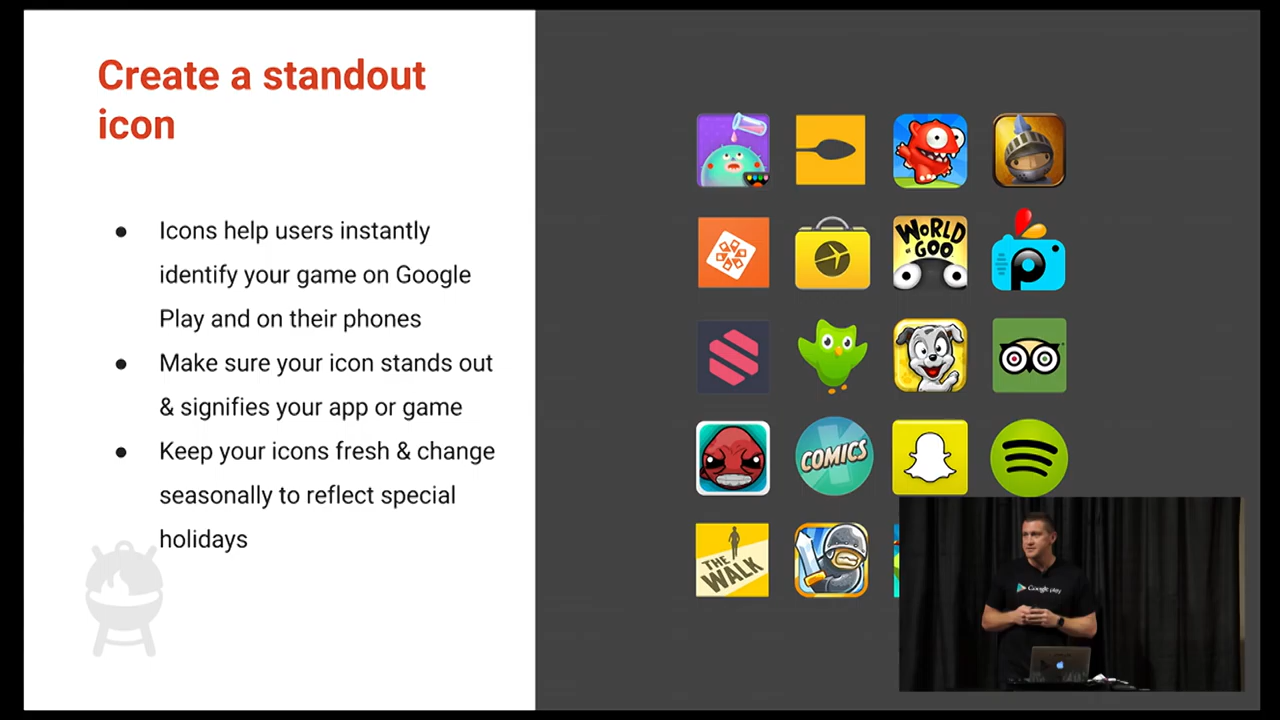 Create a standout
icon
● Icons help users instantly
identify your game on Google
Play and on their phones
● Make sure your icon stands out
& signifies your app or game
● Keep your icons fresh & change
seasonally to reflect special
holidays
WORLD
OF GOO
P
K
COMICS
THE
WALK
Google play